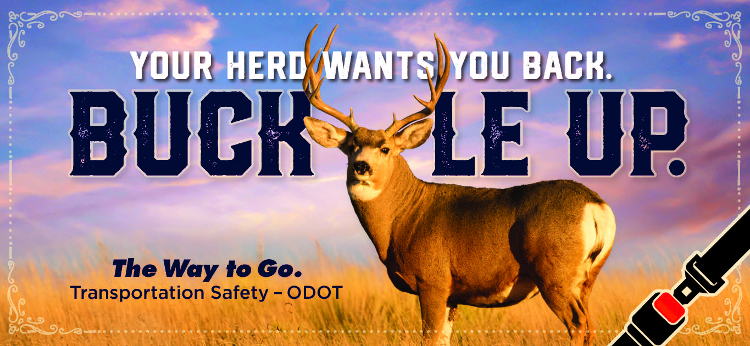 YOUR HERD WANTS YOU BACK.
BUCK LE UP.
The Way to Go.
Transportation Safety – ODOT